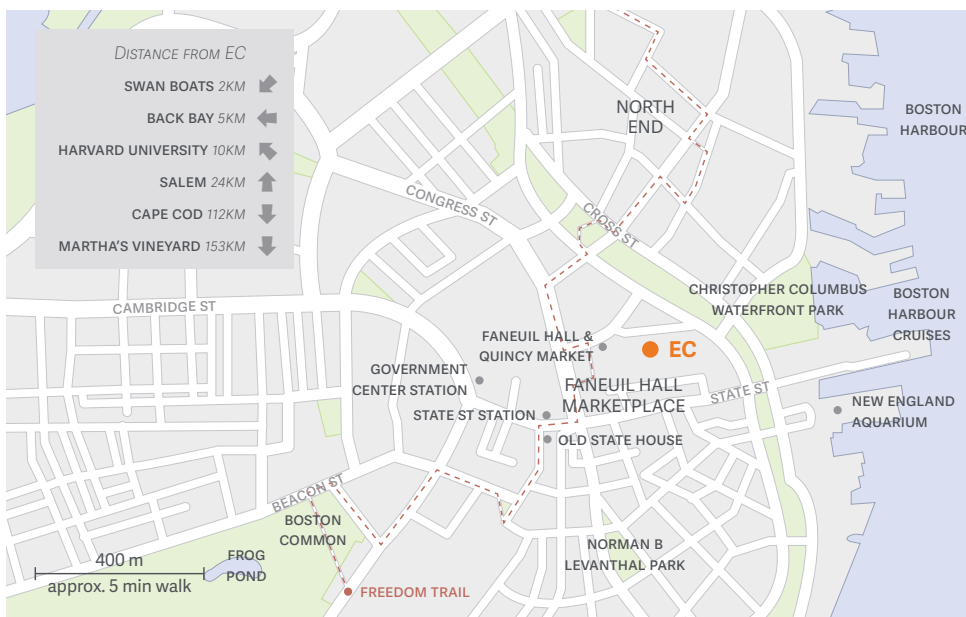 DISTANCE FROM EC
SWAN BOATS 2KM
BACK BAY 5KM
HARVARD UNIVERSITY 10KM
SALEM 24KM
CAPE COD 112KM
MARTHA'S VINEYARD 153KM
NORTH
END
BOSTON
HARBOUR
CONGRESS ST
CROSS ST
CHRISTOPHER COLUMBUS
WATERFRONT PARK
BOSTON
HARBOUR
CRUISES
CAMBRIDGE ST
FANEUIL HALL &
QUINCY MARKET
EC
GOVERNMENT
CENTER STATION
FANEUIL HALL
MARKETPLACE
STATE ST
STATE ST STATION
NEW ENGLAND
AQUARIUM
OLD STATE HOUSE
BEACON ST
BOSTON
COMMON
NORMAN B
LEVANTHAL PARK
FROG
POND
400 m
approx. 5 min walk
FREEDOM TRAIL